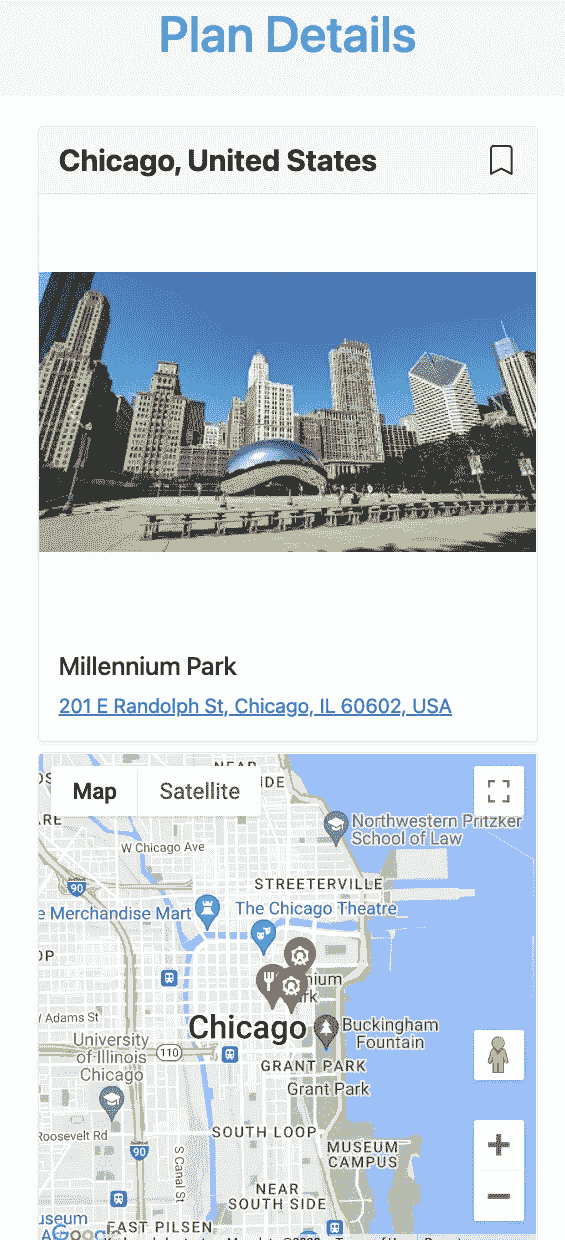 Plan Details
Chicago, United States
Millennium Park
201 E Randolph St, Chicago, IL 60602, USA
NEAR
IDE
Map
Satellite
ARE
Northwestern Pritzker
School of Law
W Chicago Ave
90
STREETERVILLE
e Merchandise Mart
The Chicago Theatre
OP
nium
rk
Chicago
Buckingham
Fountain
/ Adams St
University
of Illinois
Chicago
110
GRANT PARK
Grant Park
Roosevelt Rd
SOUTH LOOP
90
MUSEUM
CAMPUS
S Canal St
NEAR
SOUTH SIDE
useum
EAST PILSEN
Google